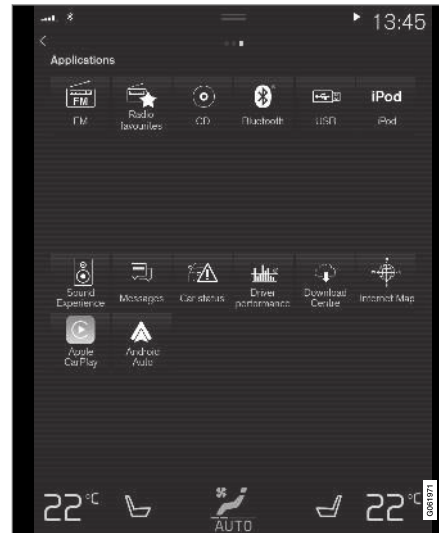 13:45
Applications
FM
iPod
FM
Radio
favourites
CD
Bluetooth
USB
iPod
Sound
Experience
Messages
Car status
Driver
performance
Download
Centre
Internet Map
Apple
CarPlay
Android
Auto
22°C
22°C
AUTO
G061971